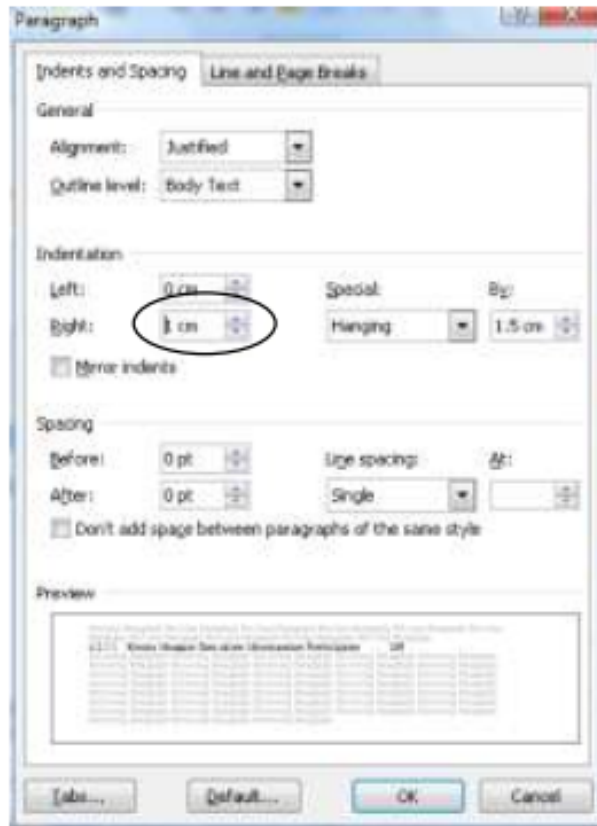 Paragraph
Indents and Spacing Line and Page Breaks
General
Alignment: Justified
Outline level: Body Text
Indentation
Left: 0 cm Special: By:
Right: 1 cm Hanging 1.5 cm
Mirror indents
Spacing
Before: 0 pt Line spacing: At:
After: 0 pt Single
Don't add space between paragraphs of the same style
Preview
Tabs... Default... OK Cancel